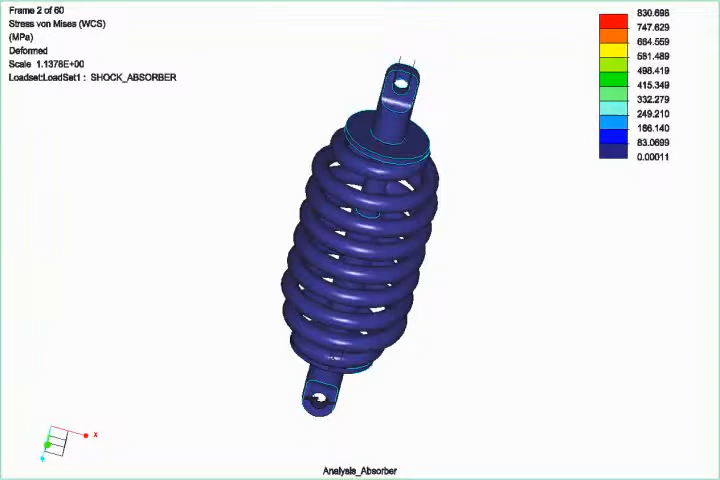 Frame 2 of 60
Stress von Mises (WCS)
(MPa)
Deformed
Scale 1.1378E+00
Loadset:LoadSet1 : SHOCK_ABSORBER
830.698
747.629
664.559
581.489
498.419
415.349
332.279
249.210
166.140
83.0699
0.00011
X
Analysis_Absorber